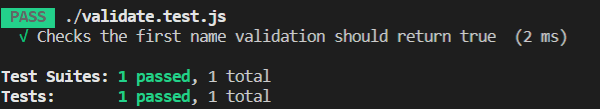 PASS ./validate.test.js
√ Checks the first name validation should return true (2 ms)
Test Suites: 1 passed, 1 total
Tests: 1 passed, 1 total